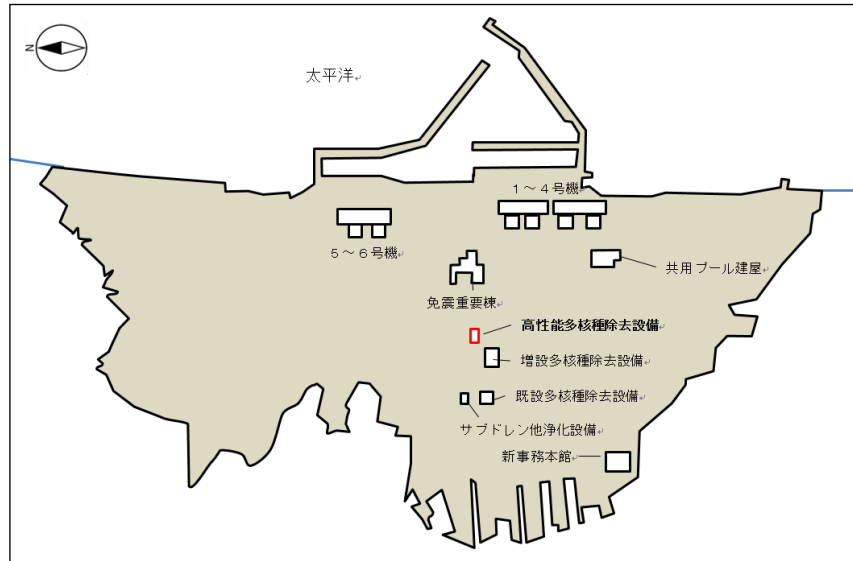 N
太平洋
1～4号機
5～6号機
共用プール建屋
免震重要棟
高性能多核種除去設備
増設多核種除去設備
既設多核種除去設備
サブドレン他浄化設備
新事務本館